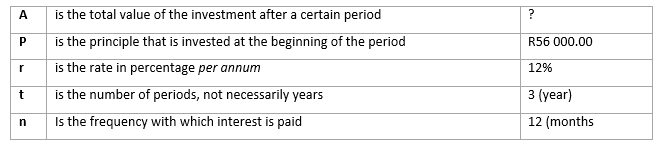 A is the total value of the investment after a certain period ?
P is the principle that is invested at the beginning of the period R56 000.00
r is the rate in percentage per annum 12%
t is the number of periods, not necessarily years 3 (year)
n Is the frequency with which interest is paid 12 (months